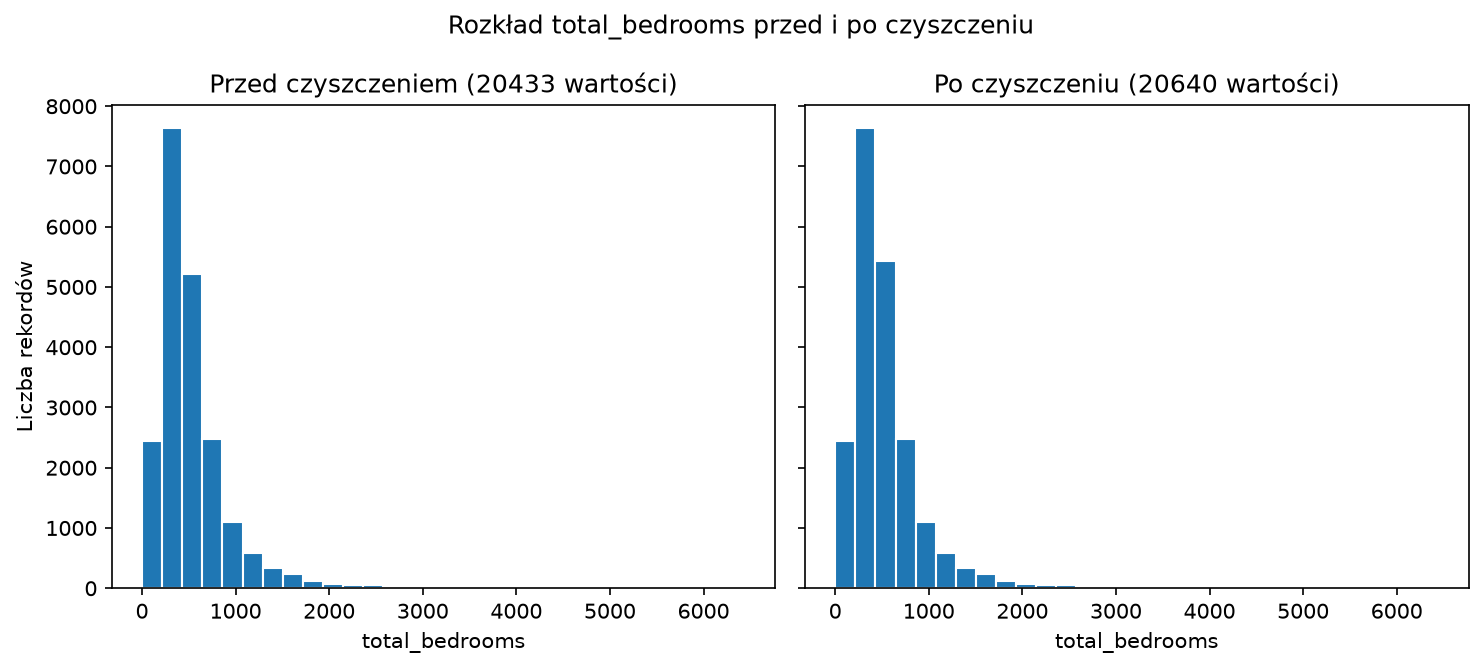 Rozkład total_bedrooms przed i po czyszczeniu
Przed czyszczeniem (20433 wartości)
8000
7000
6000
5000
4000
3000
2000
1000
0
Liczba rekordów
0 1000 2000 3000 4000 5000 6000
total_bedrooms
Po czyszczeniu (20640 wartości)
0 1000 2000 3000 4000 5000 6000
total_bedrooms